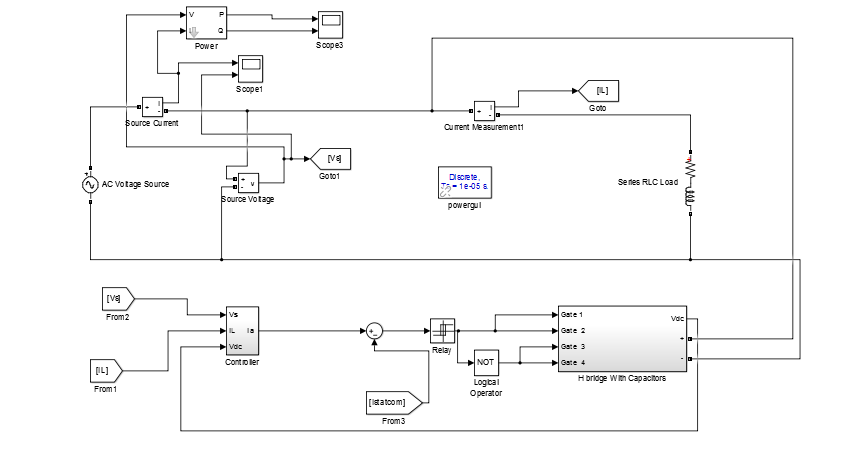 V
P
Q
Power
Scope3
Scope1
+
i
-
Source Current
[IL]
Goto
+
i
-
Current Measurement1
AC Voltage Source
[Vs]
Goto1
+
-
v
Source Voltage
Discrete,
= 1e-05 s.
powergui
Series RLC Load
[Vs]
From2
Vs
IL
Vdc
Ia
Controller
[IL]
From1
+
-
Relay
[Istatcom]
From3
NOT
Logical
Operator
Gate 1
Gate 2
Gate 3
Gate 4
Vdc
+
-
H bridge With Capacitors